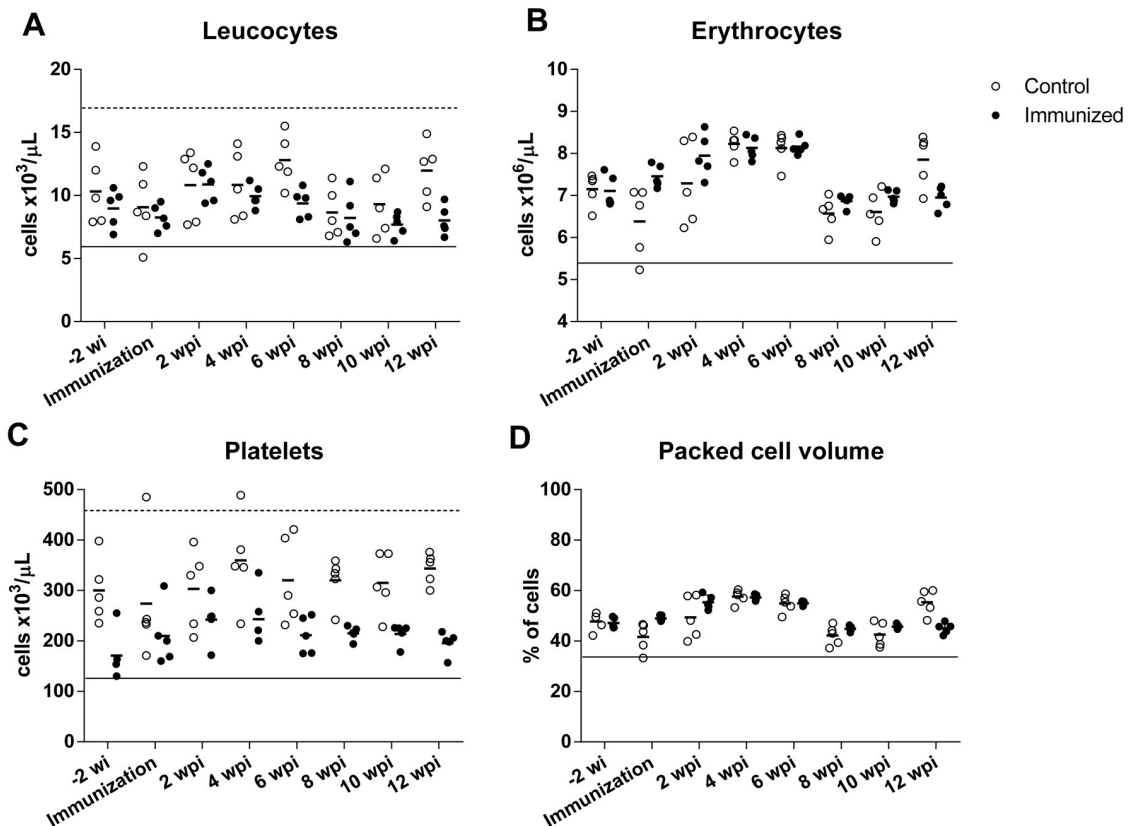 A
Leucocytes
cells x10³/µL
20
15
10
5
0
-2 wi
Immunization
2 wpi
4 wpi
6 wpi
8 wpi
10 wpi
12 wpi
B
Erythrocytes
cells x10⁶/µL
10
9
8
7
6
5
4
-2 wi
Immunization
2 wpi
4 wpi
6 wpi
8 wpi
10 wpi
12 wpi
Control
Immunized
C
Platelets
cells x10³/µL
500
400
300
200
100
0
-2 wi
Immunization
2 wpi
4 wpi
6 wpi
8 wpi
10 wpi
12 wpi
D
Packed cell volume
% of cells
100
80
60
40
20
0
-2 wi
Immunization
2 wpi
4 wpi
6 wpi
8 wpi
10 wpi
12 wpi